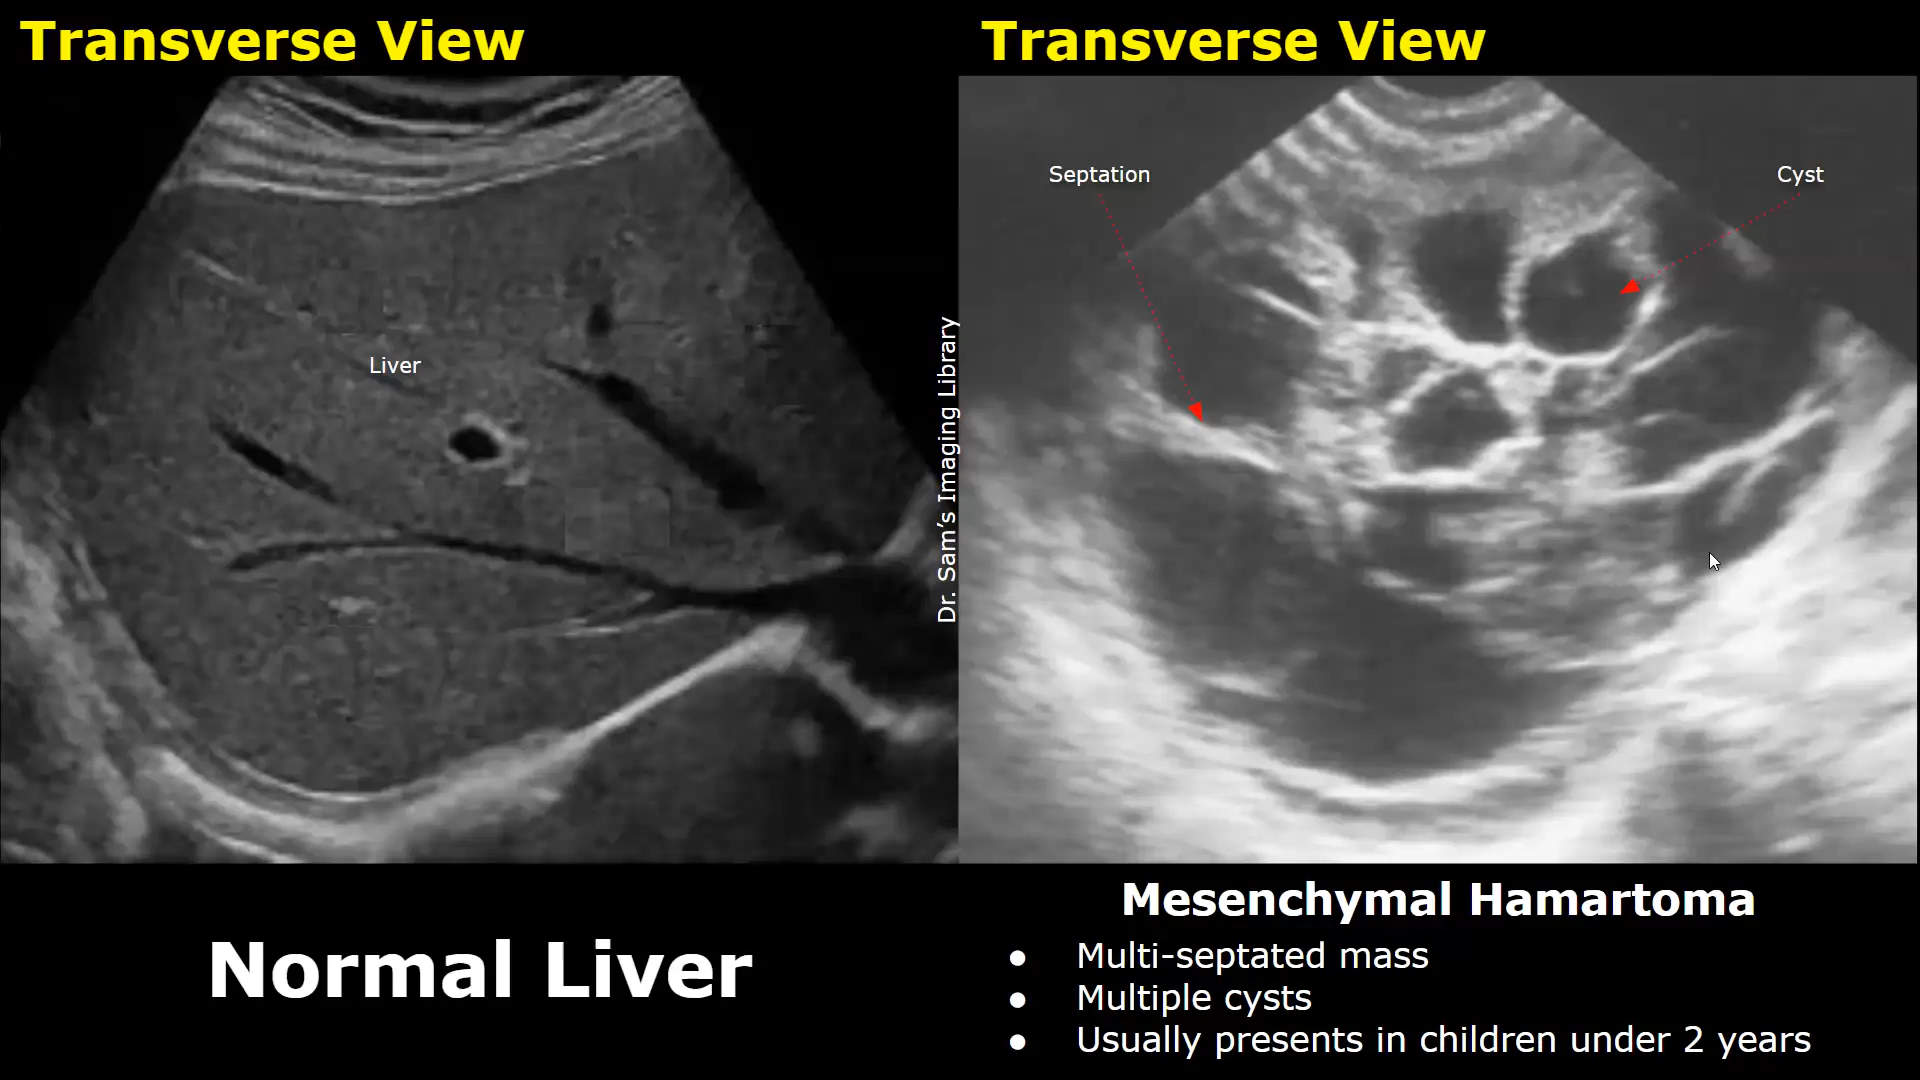 Transverse View
Transverse View
Septation
Cyst
Liver
Dr. Sam’s Imaging Library
Normal Liver
Mesenchymal Hamartoma
● Multi-septated mass
● Multiple cysts
● Usually presents in children under 2 years